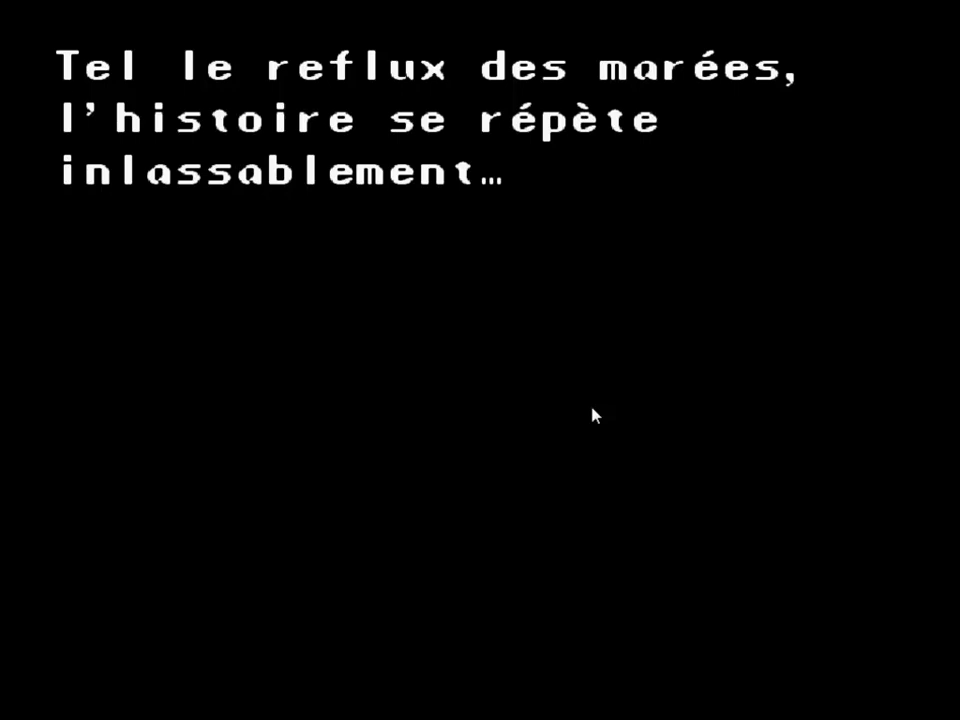 Tel le reflux des marées,
l'histoire se répète
inlassablement…